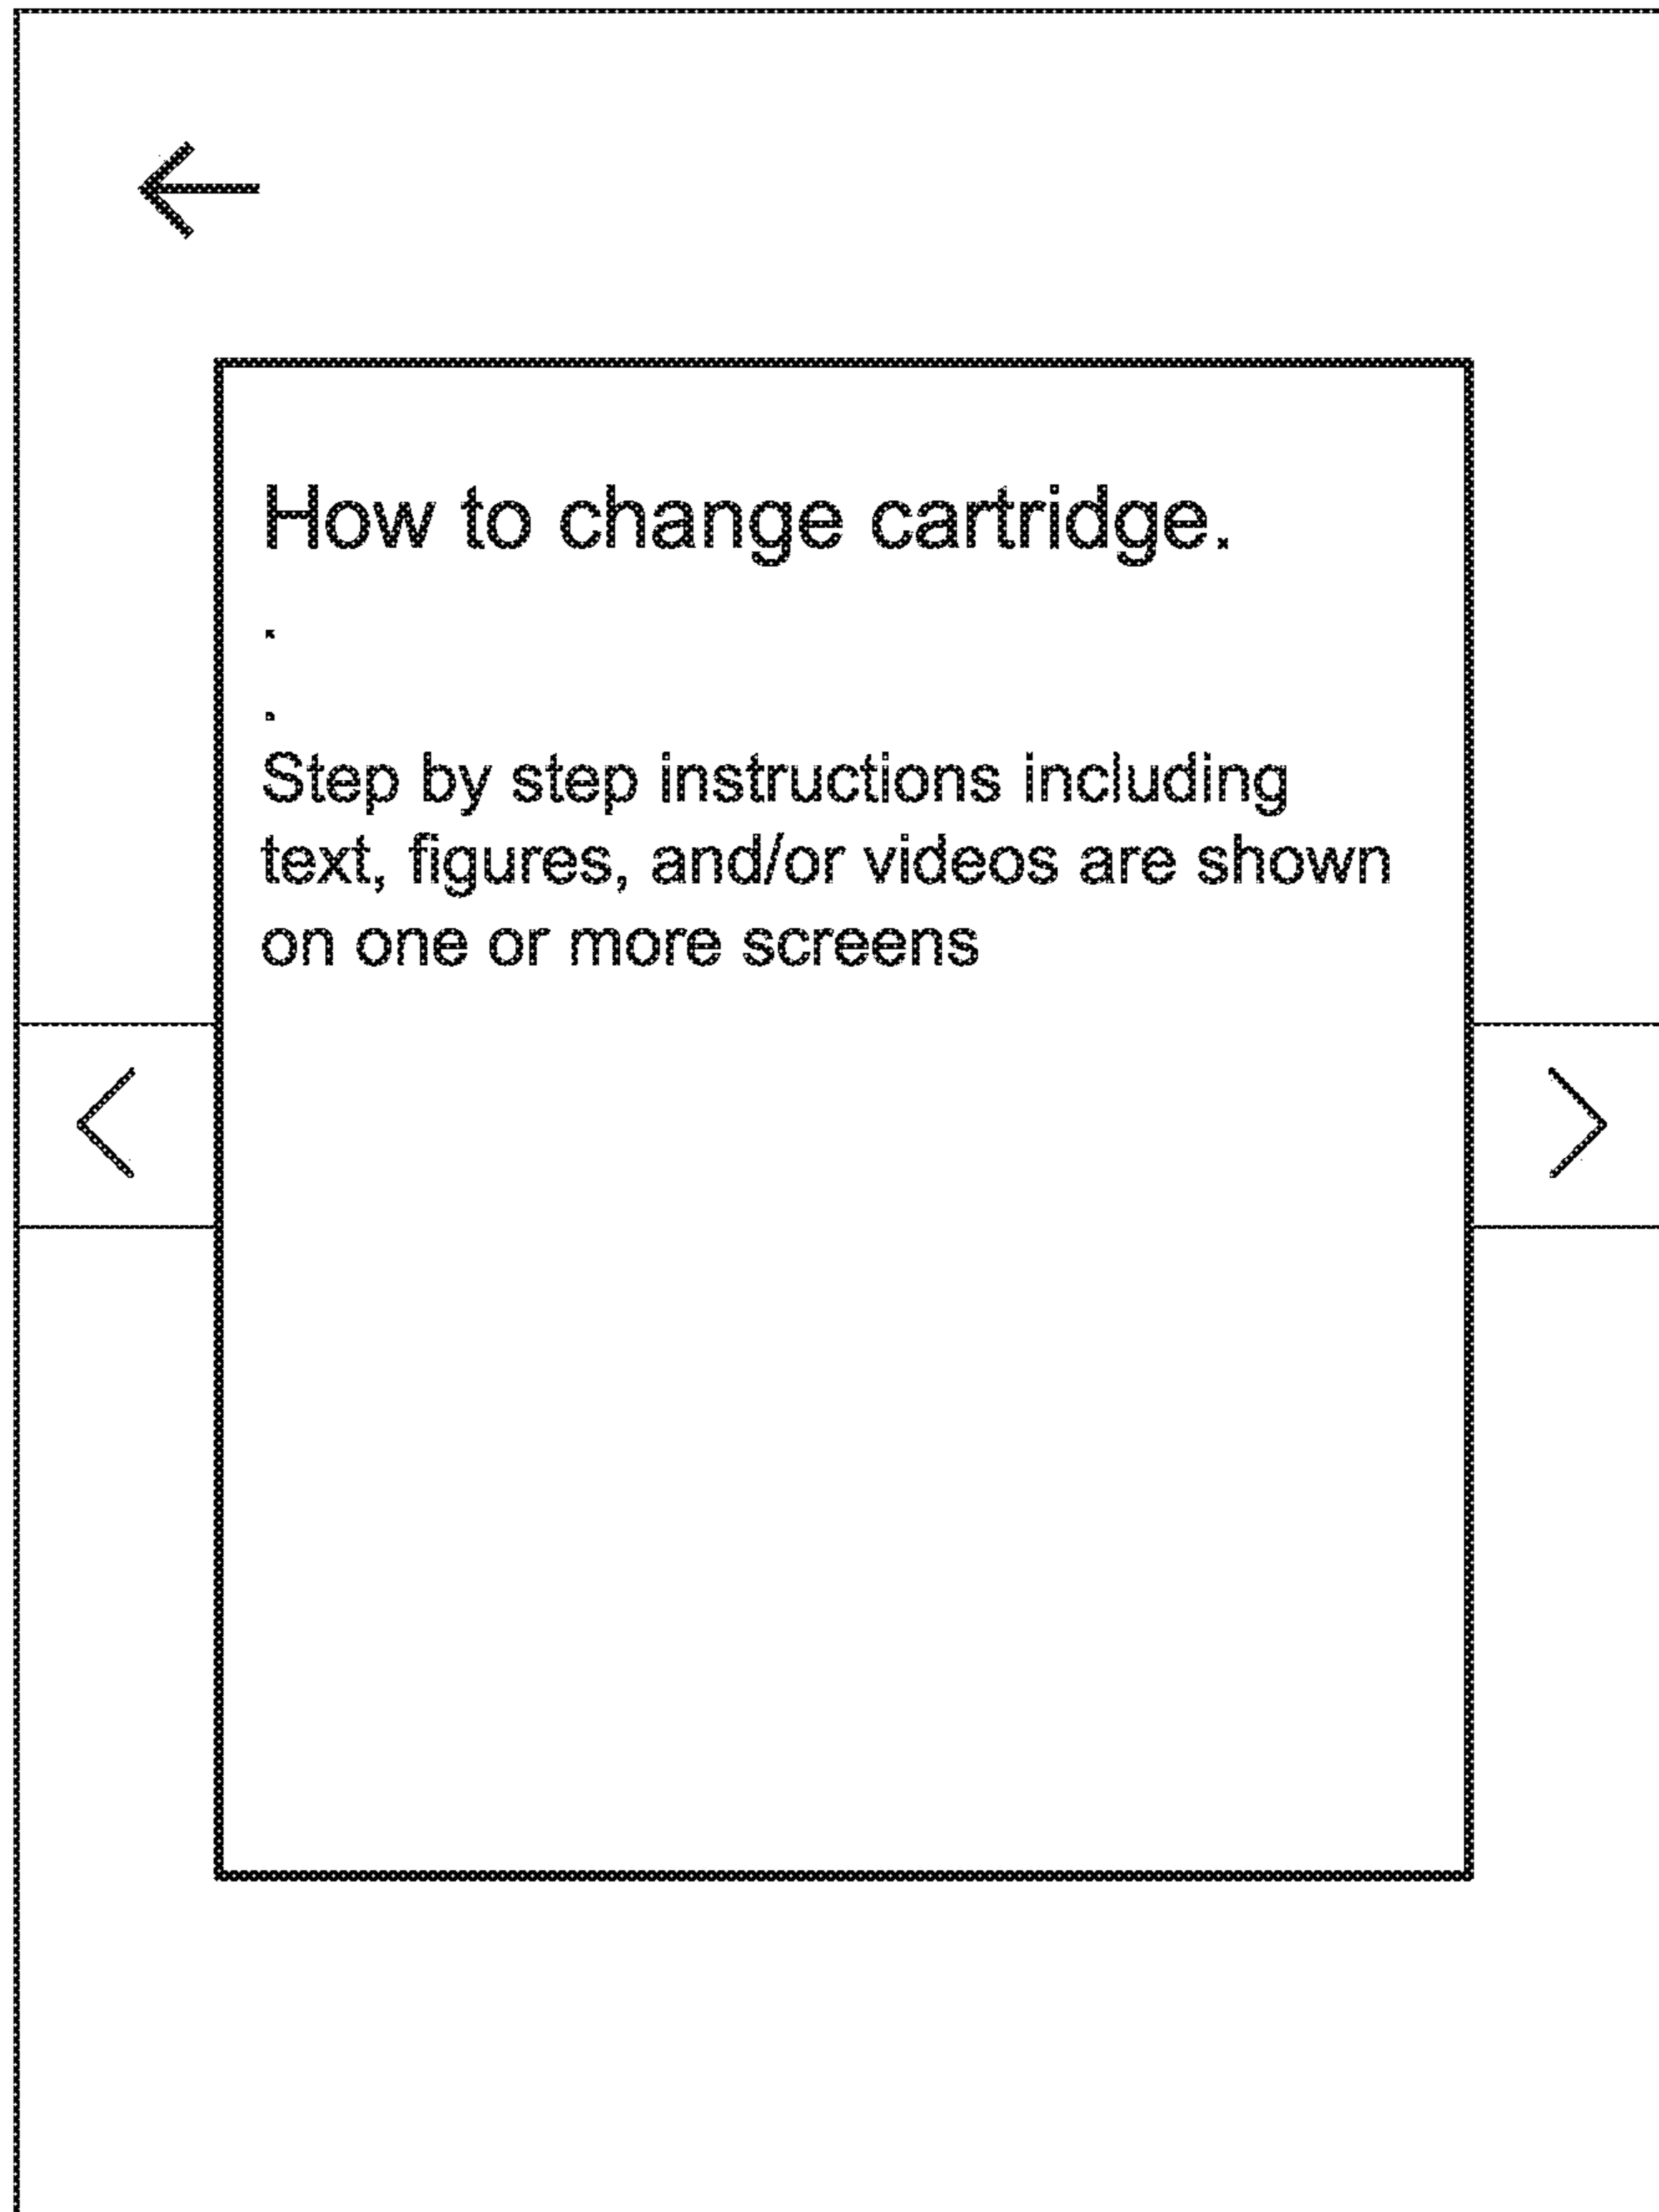 How to change cartridge.
.
.
Step by step instructions including
text, figures, and/or videos are shown
on one or more screens